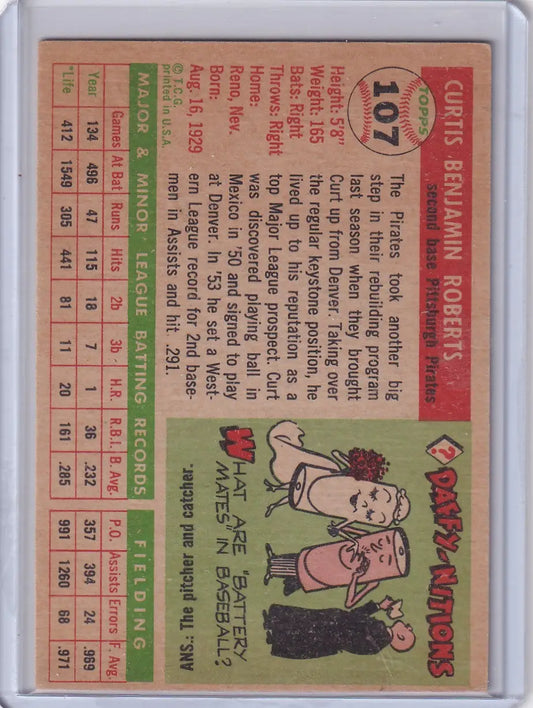 TOPPS
107
CURTIS BENJAMIN ROBERTS
second base Pittsburgh Pirates
Height: 5'8"
Weight: 165
Bats: Right
Throws: Right
Home:
Reno, Nev.
Born:
Aug. 16, 1929
© T.C.G.
printed in U.S.A.
The Pirates took another big
step in their rebuilding program
last season when they brought
Curt up from Denver. Taking over
the regular keystone position, he
lived up to his reputation as a
top Major League prospect. Curt
was discovered playing ball in
Mexico in '50 and signed to play
at Denver. In '53 he set a West-
ern League record for 2nd base-
men in Assists and hit .291.
? DAFFY-NITIONS
WHAT ARE "BATTERY
MATES" IN BASEBALL?
ANS.: The pitcher and catcher.
MAJOR & MINOR LEAGUE BATTING RECORDS FIELDING
Games At Bat Runs Hits 2b 3b H.R. R.B.I. B. Avg. P.O. Assists Errors F. Avg.
Year 134 496 47 115 18 7 1 36 .232 357 394 24 .969
*Life 412 1549 305 441 81 11 20 161 .285 991 1260 68 .971